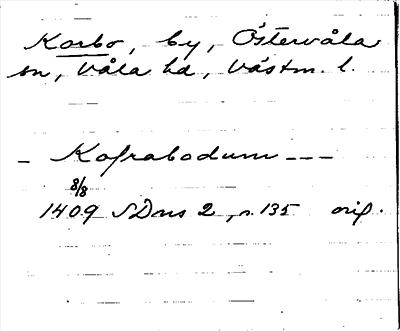 Korbo, by, Östervåla
sn, Våla hd, Västm. l.
- Kofrabodum ---
8/8
1409 SDns 2, s. 135 orig.